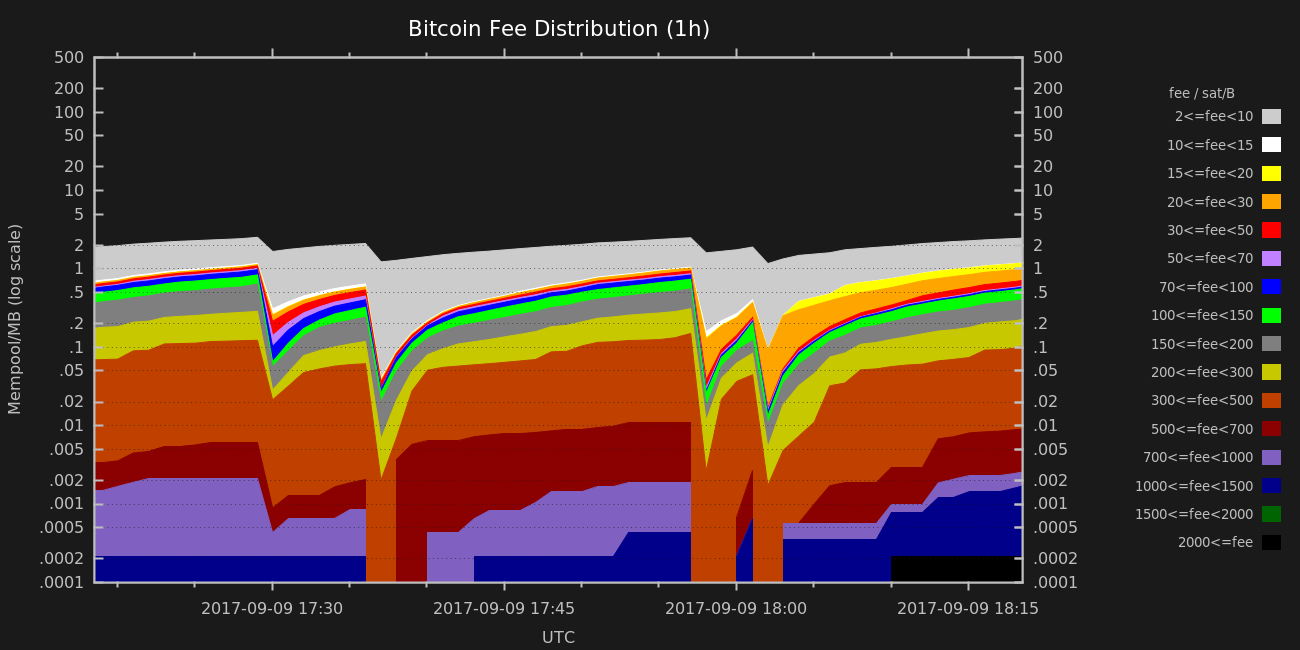 Bitcoin Fee Distribution (1h)
500
200
100
50
20
10
5
2
1
.5
.2
.1
.05
.02
.01
.005
.002
.001
.0005
.0002
.0001
Mempool/MB (log scale)
500
200
100
50
20
10
5
2
1
.5
.2
.1
.05
.02
.01
.005
.002
.001
.0005
.0002
.0001
2017-09-09 17:30
2017-09-09 17:45
2017-09-09 18:00
2017-09-09 18:15
UTC
fee / sat/B
2<=fee<10
10<=fee<15
15<=fee<20
20<=fee<30
30<=fee<50
50<=fee<70
70<=fee<100
100<=fee<150
150<=fee<200
200<=fee<300
300<=fee<500
500<=fee<700
700<=fee<1000
1000<=fee<1500
1500<=fee<2000
2000<=fee